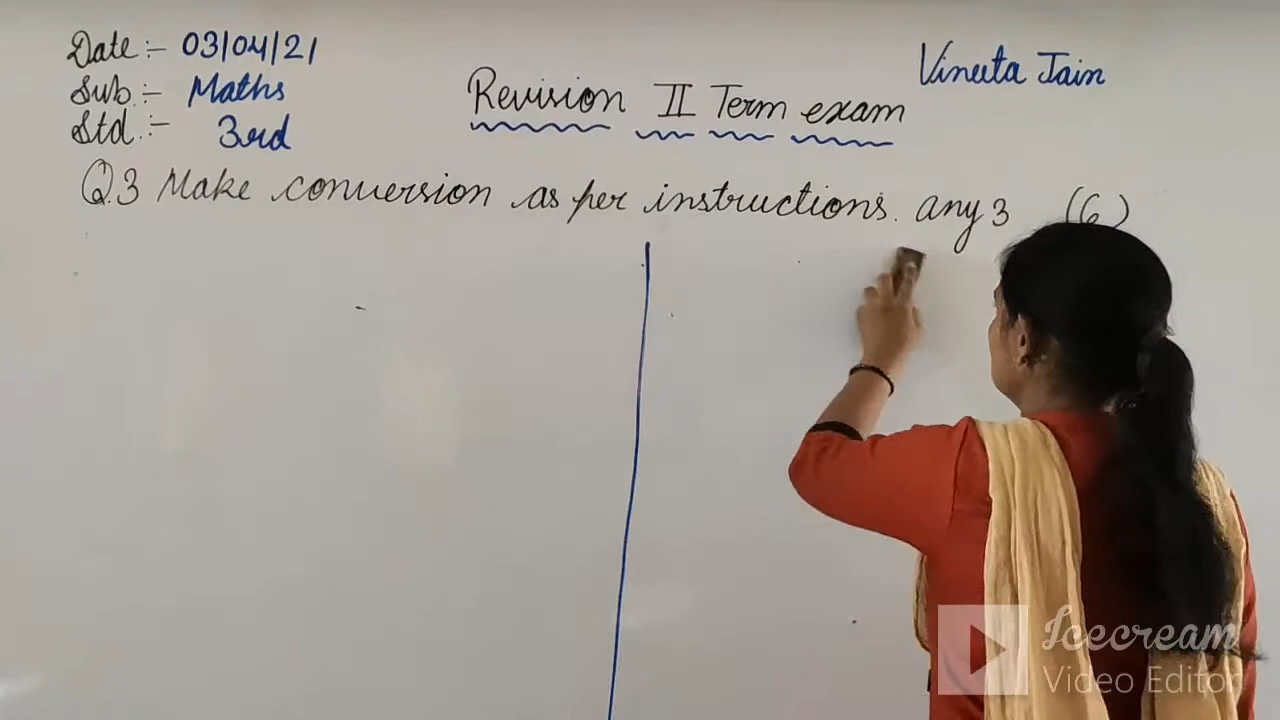 Date :- 03/04/21
Sub :- Maths
Std :- 3rd
Vineeta Jain
Revision II Term exam
Q.3 Make conversion as per instructions. any 3 (6)
Icecream
Video Editor